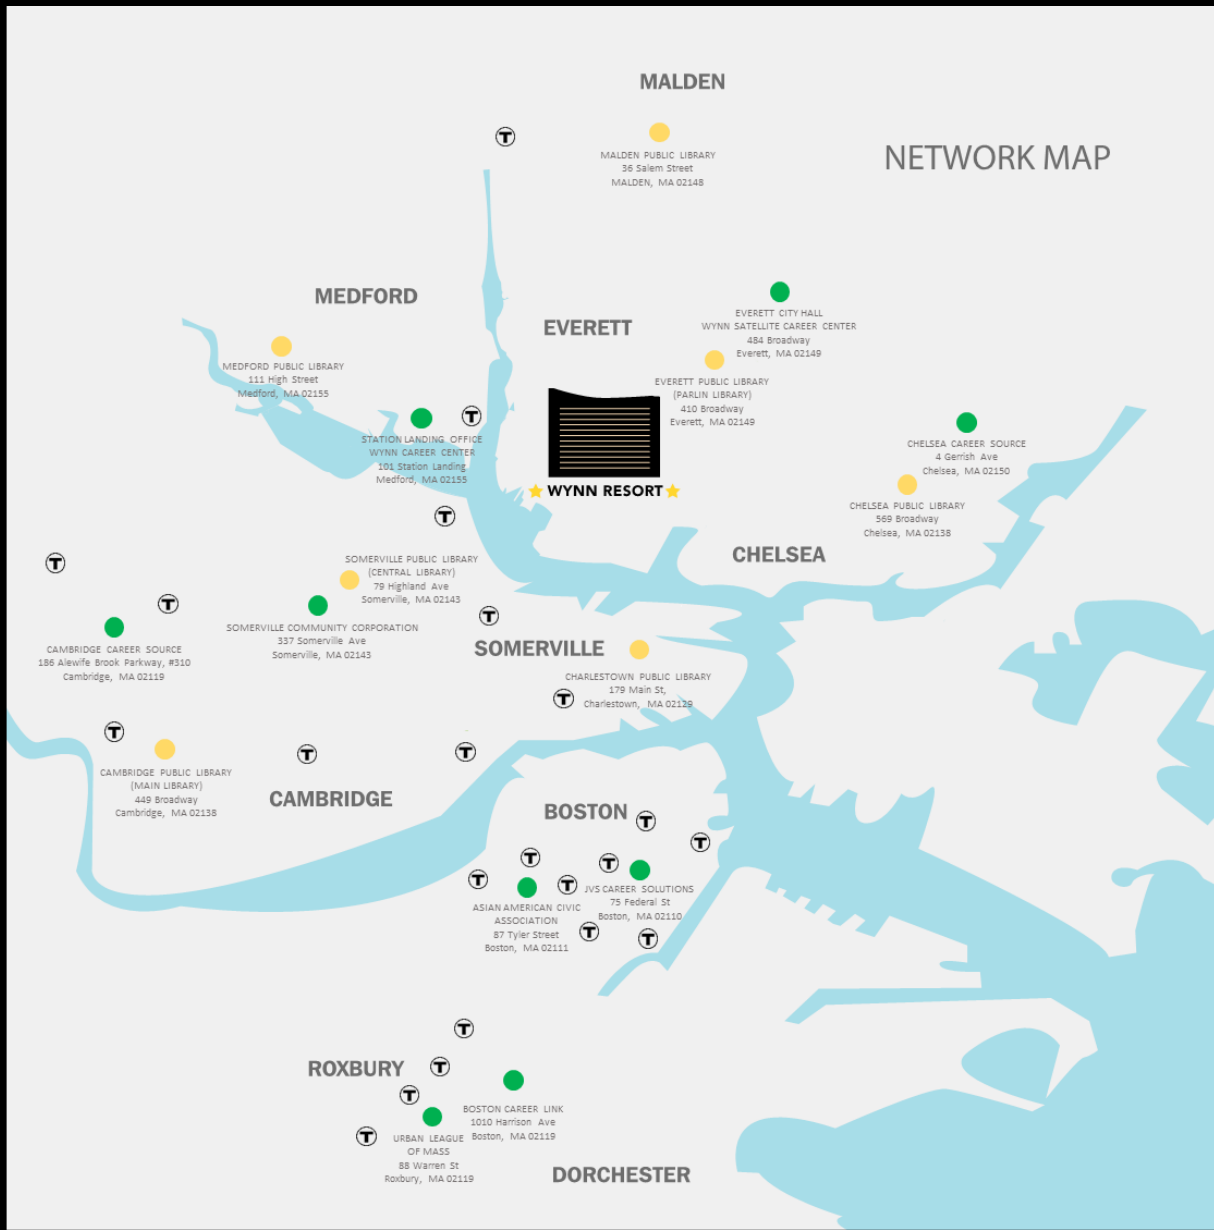 MALDEN
NETWORK MAP
T
MALDEN PUBLIC LIBRARY
36 Salem Street
MALDEN, MA 02148
MEDFORD
EVERETT
EVERETT CITY HALL
WYNN SATELLITE CAREER CENTER
484 Broadway
Everett, MA 02149
MEDFORD PUBLIC LIBRARY
111 High Street
Medford, MA 02155
EVERETT PUBLIC LIBRARY
(PARLIN LIBRARY)
410 Broadway
Everett, MA 02149
T
STATION LANDING OFFICE
WYNN CAREER CENTER
101 Station Landing
Medford, MA 02155
CHELSEA CAREER SOURCE
4 Gerrish Ave
Chelsea, MA 02150
WYNN RESORT
CHELSEA PUBLIC LIBRARY
569 Broadway
Chelsea, MA 02138
T
CHELSEA
T
SOMERVILLE PUBLIC LIBRARY
(CENTRAL LIBRARY)
79 Highland Ave
Somerville, MA 02143
T
T
SOMERVILLE COMMUNITY CORPORATION
337 Somerville Ave
Somerville, MA 02143
SOMERVILLE
CAMBRIDGE CAREER SOURCE
186 Alewife Brook Parkway, #310
Cambridge, MA 02119
CHARLESTOWN PUBLIC LIBRARY
179 Main St,
Charlestown, MA 02129
T
T
T
T
CAMBRIDGE PUBLIC LIBRARY
(MAIN LIBRARY)
449 Broadway
Cambridge, MA 02138
CAMBRIDGE
BOSTON
T
T
T
T
T
T
JVS CAREER SOLUTIONS
75 Federal St
Boston, MA 02110
ASIAN AMERICAN CIVIC
ASSOCIATION
87 Tyler Street
Boston, MA 02111
T
T
T
ROXBURY
T
T
BOSTON CAREER LINK
1010 Harrison Ave
Boston, MA 02119
T
URBAN LEAGUE
OF MASS
88 Warren St
Roxbury, MA 02119
DORCHESTER